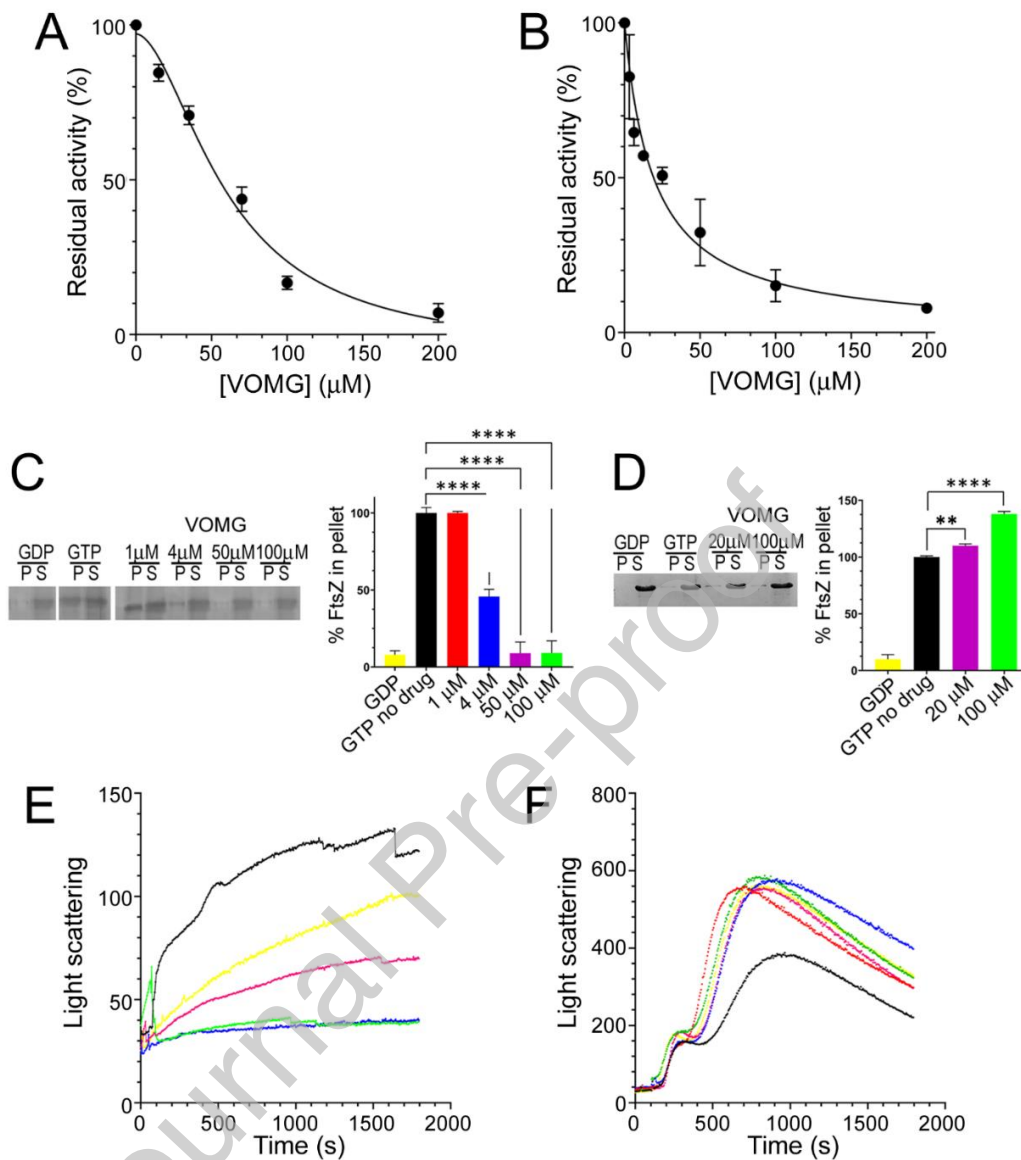 A
Residual activity (%)
100
50
0
0 50 100 150 200
[VOMG] (μM)
B
Residual activity (%)
100
50
0
0 50 100 150 200
[VOMG] (μM)
C
VOMG
GDP GTP 1μM 4μM 50μM 100μM
P S P S P S P S P S P S
****
****
****
% FtsZ in pellet
100
50
0
GDP
GTP no drug
1 μM
4 μM
50 μM
100 μM
D
VOMG
GDP GTP 20μM 100μM
P S P S P S P S
****
**
% FtsZ in pellet
150
100
50
0
GDP
GTP no drug
20 μM
100 μM
E
Light scattering
150
100
50
0
0 500 1000 1500 2000
Time (s)
F
Light scattering
800
600
400
200
0
0 500 1000 1500 2000
Time (s)
Journal Pre-proof